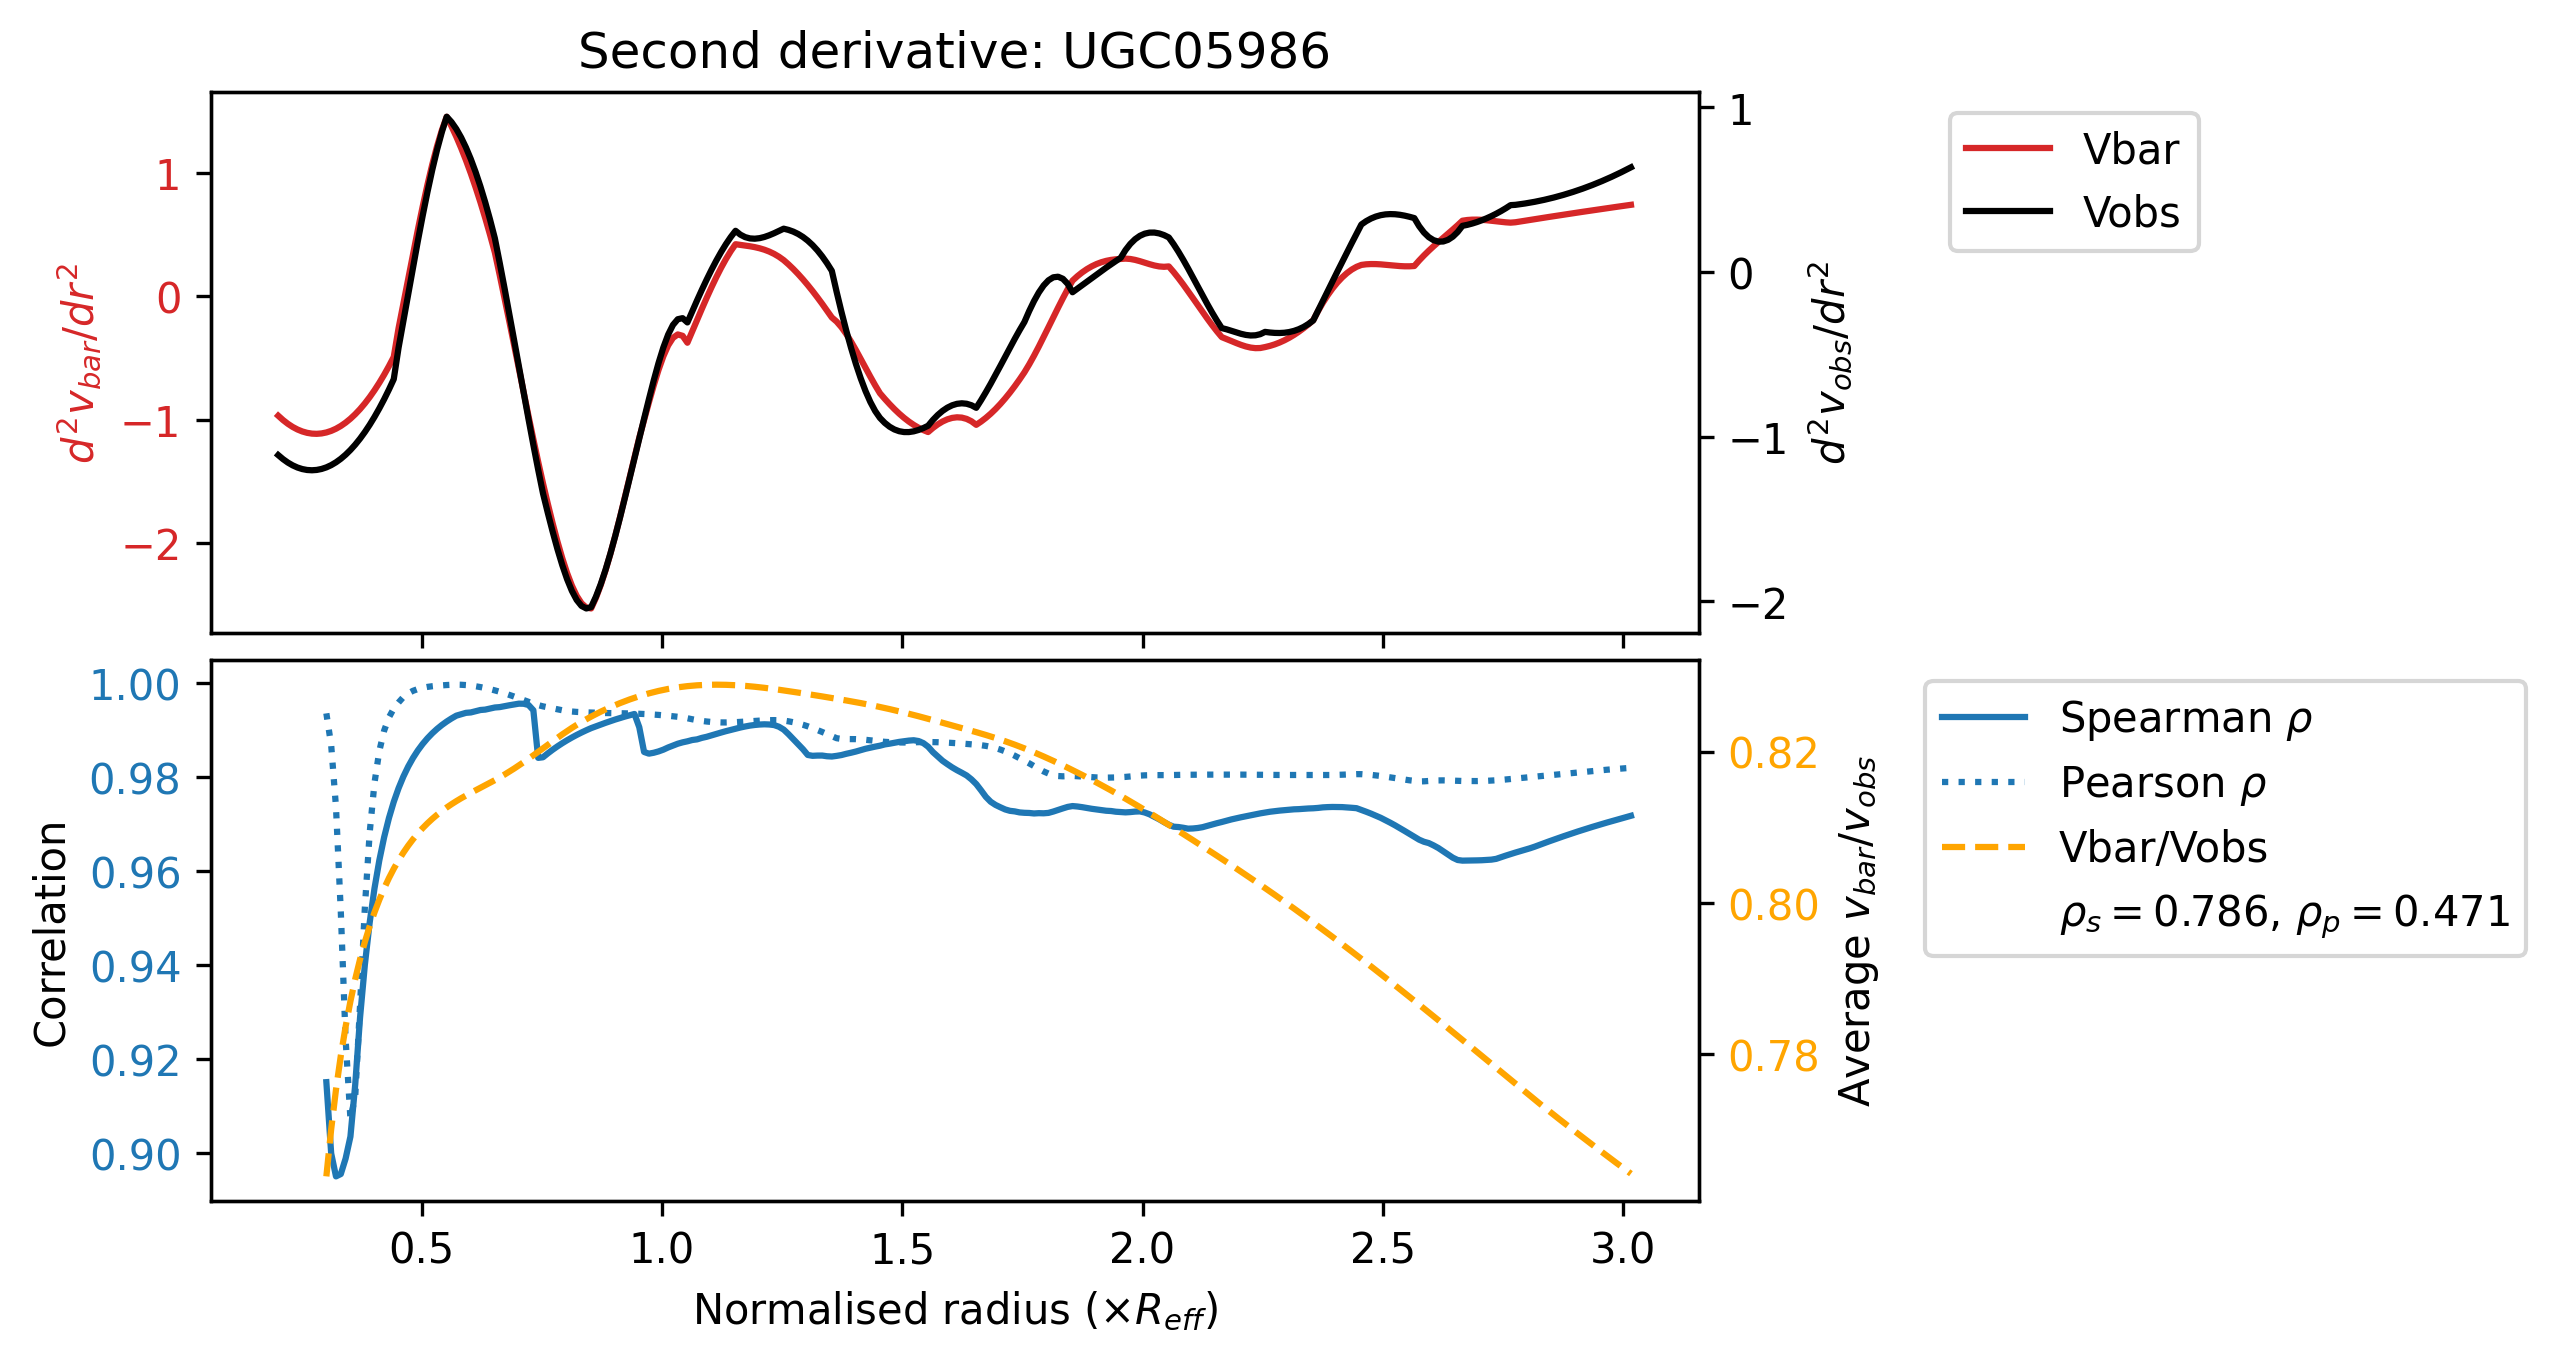 Second derivative: UGC05986
1
0
−1
−2
d²v_bar/dr²
1
0
−1
−2
d²v_obs/dr²
Vbar
Vobs
1.00
0.98
0.96
0.94
0.92
0.90
Correlation
0.82
0.80
0.78
Average v_bar/v_obs
Spearman ρ
Pearson ρ
Vbar/Vobs
ρ_s = 0.786, ρ_p = 0.471
0.5 1.0 1.5 2.0 2.5 3.0
Normalised radius (×R_eff)